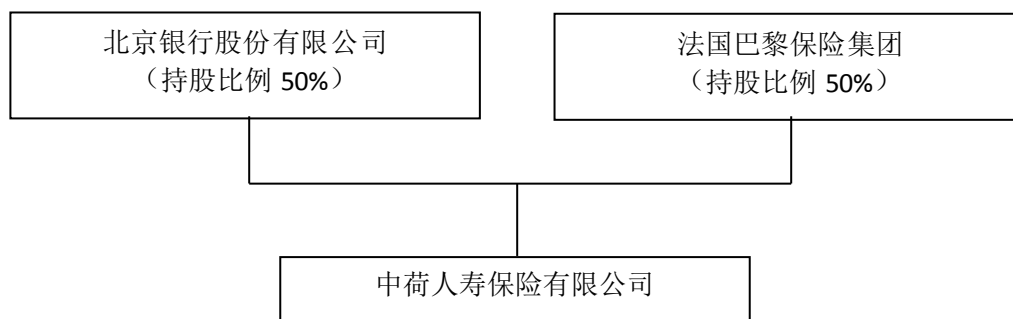 北京银行股份有限公司
（持股比例 50%）
法国巴黎保险集团
（持股比例 50%）
中荷人寿保险有限公司